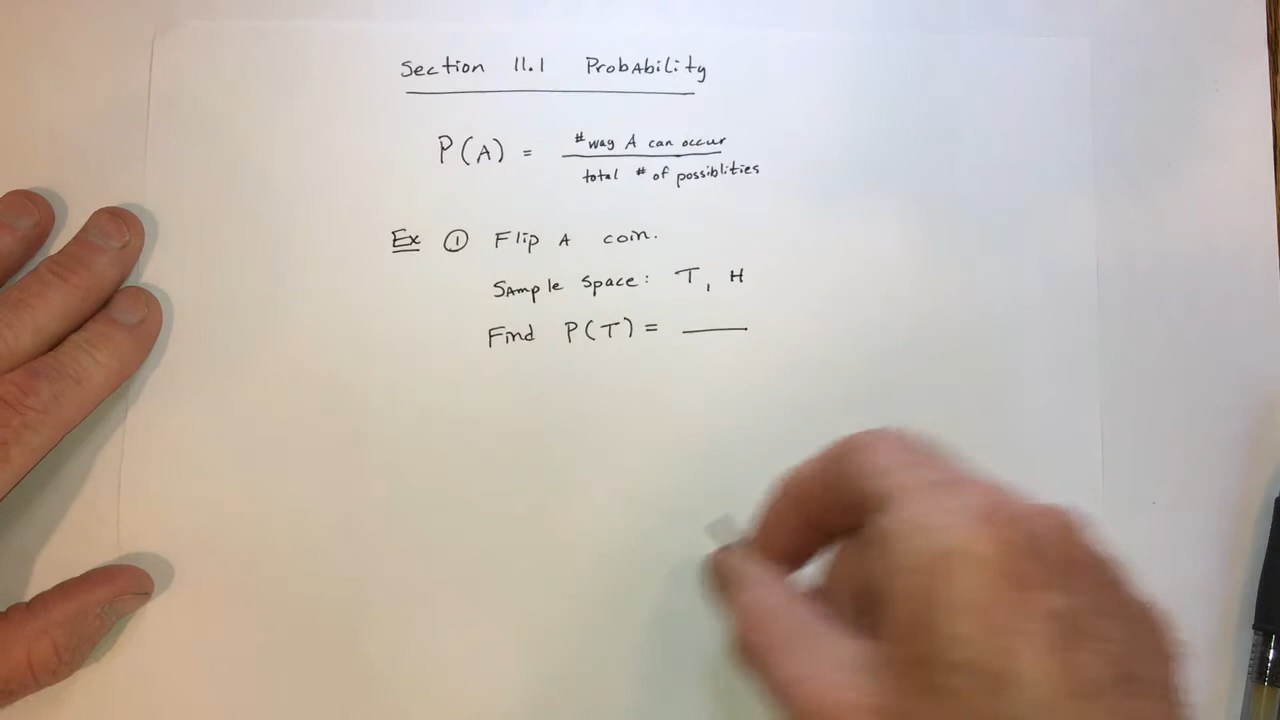 Section 11.1 Probability
P(A) = # way A can occur / total # of possiblities
Ex ① Flip A coin.
Sample Space: T, H
Find P(T) = ____